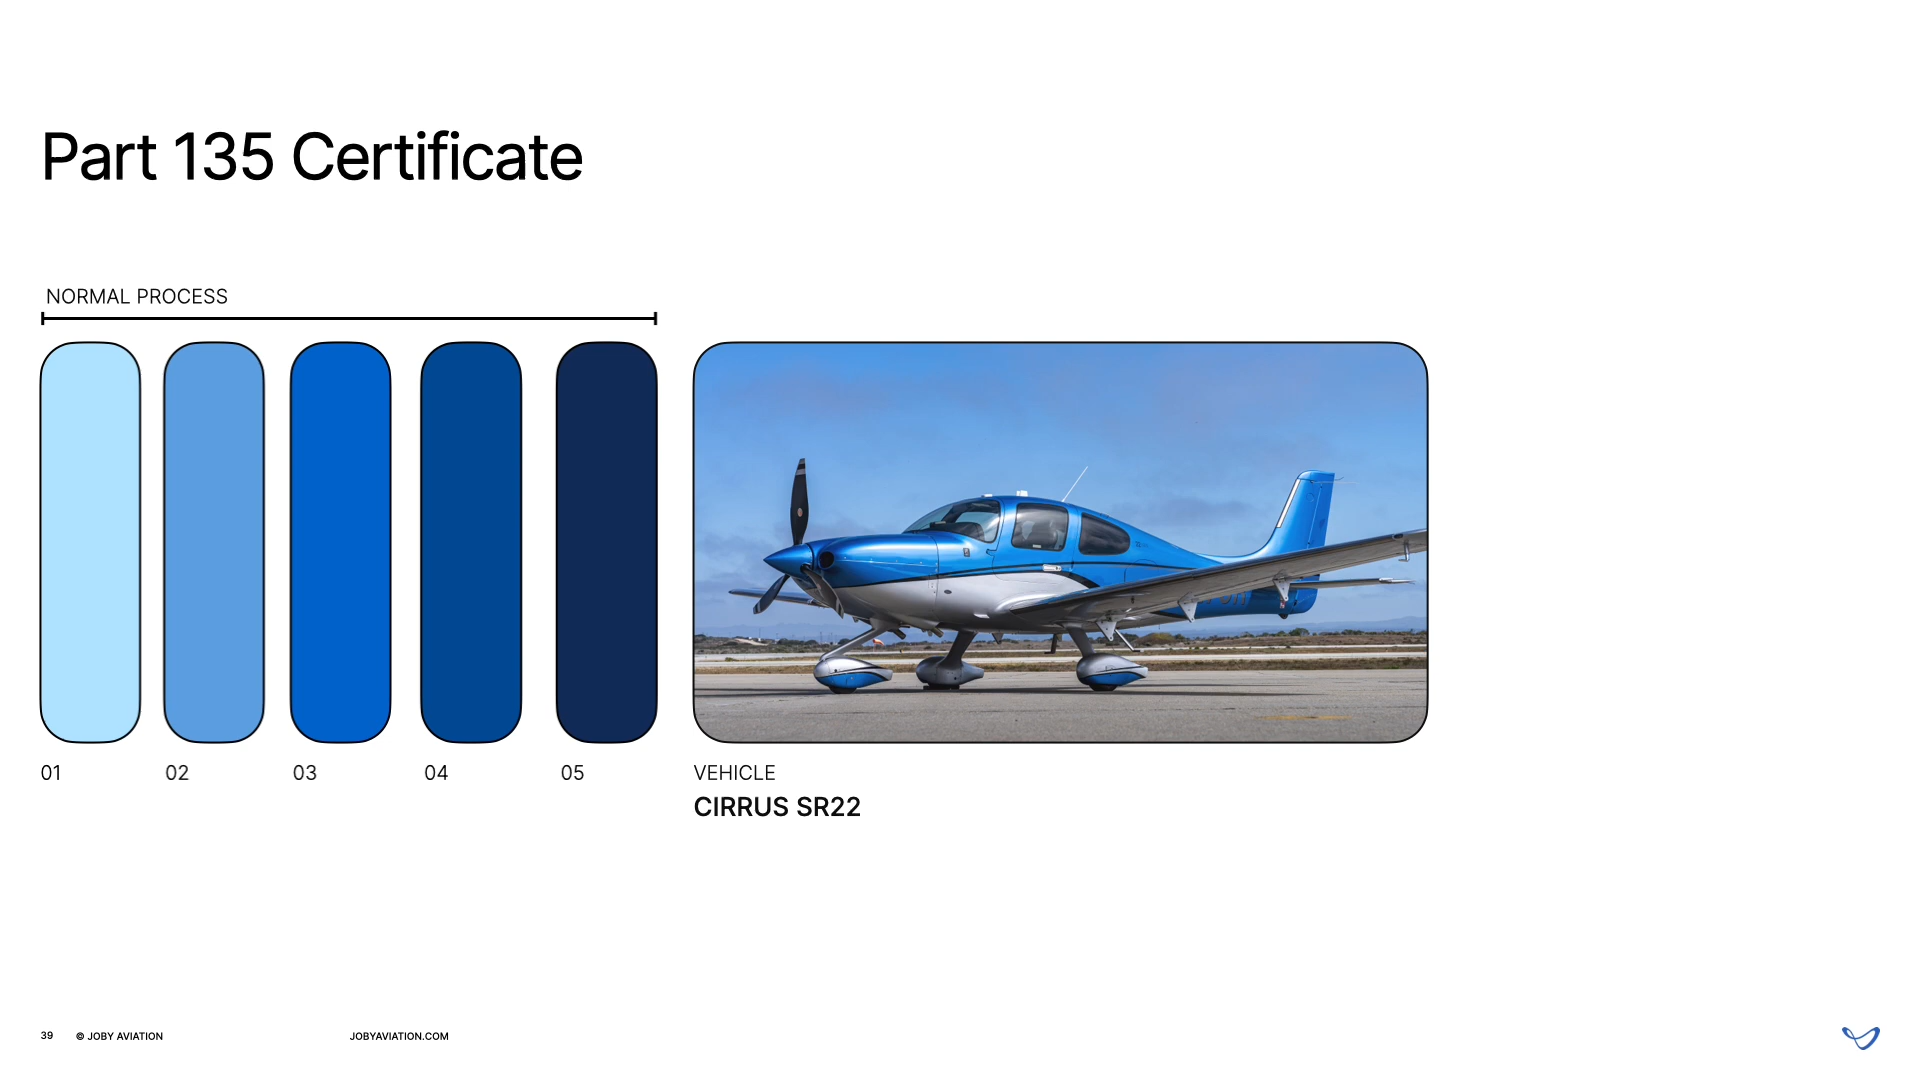 Part 135 Certificate
NORMAL PROCESS
01 02 03 04 05
VEHICLE
CIRRUS SR22
39 © JOBY AVIATION JOBYAVIATION.COM